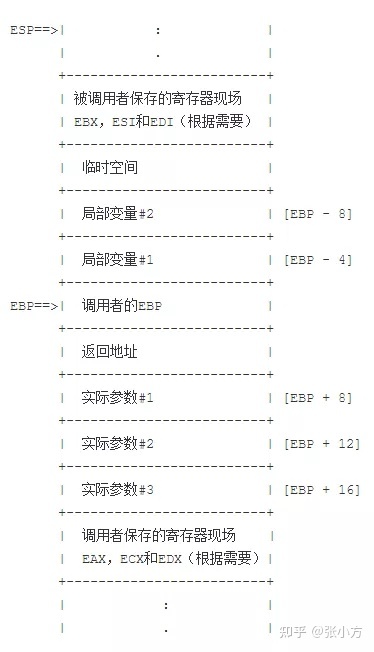 ESP==>|            :            |
.
+-------------------------+
| 被调用者保存的寄存器现场
| EBX，ESI和EDI（根据需要） |
+-------------------------+
| 临时空间 |
+-------------------------+
| 局部变量#2 | [EBP - 8]
+-------------------------+
| 局部变量#1 | [EBP - 4]
+-------------------------+
EBP==>| 调用者的EBP |
+-------------------------+
| 返回地址 |
+-------------------------+
| 实际参数#1 | [EBP + 8]
+-------------------------+
| 实际参数#2 | [EBP + 12]
+-------------------------+
| 实际参数#3 | [EBP + 16]
+-------------------------+
| 调用者保存的寄存器现场 |
| EAX，ECX和EDX（根据需要）|
+-------------------------+
| : |
| . |
知乎 @张小方